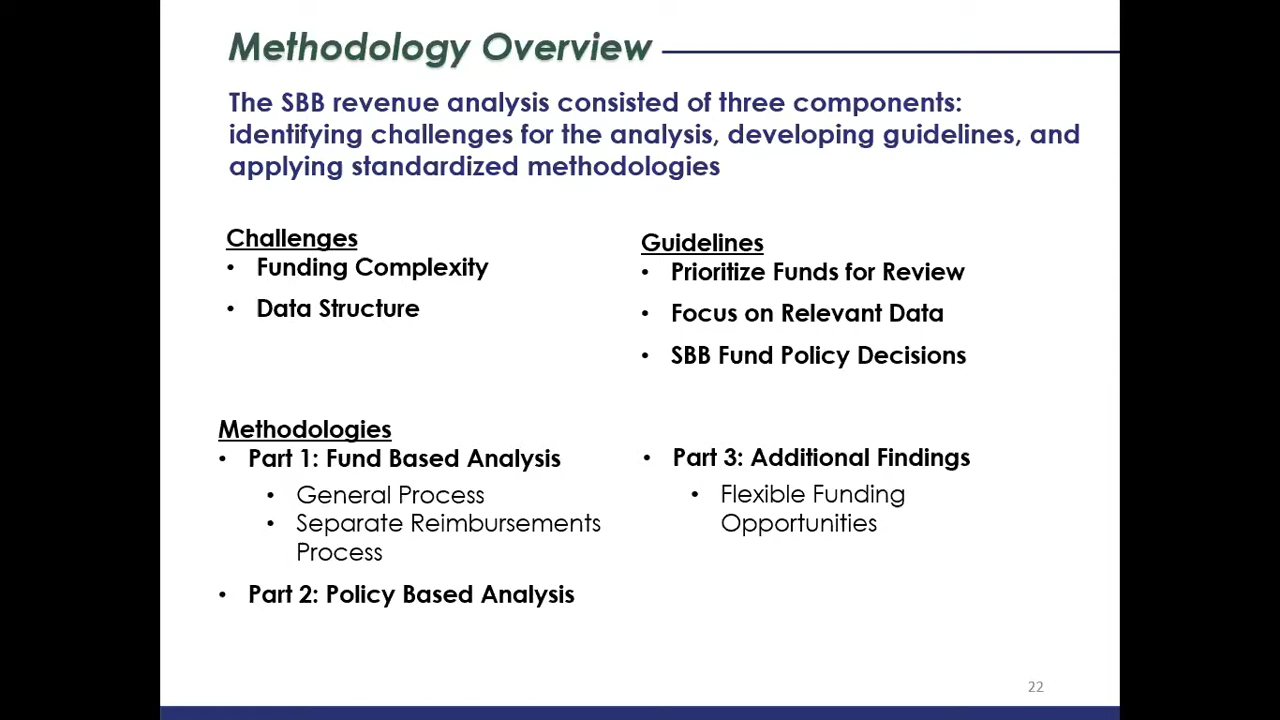 Methodology Overview
The SBB revenue analysis consisted of three components:
identifying challenges for the analysis, developing guidelines, and
applying standardized methodologies
Challenges
• Funding Complexity
• Data Structure
Guidelines
• Prioritize Funds for Review
• Focus on Relevant Data
• SBB Fund Policy Decisions
Methodologies
• Part 1: Fund Based Analysis
• General Process
• Separate Reimbursements
Process
• Part 2: Policy Based Analysis
• Part 3: Additional Findings
• Flexible Funding
Opportunities
22